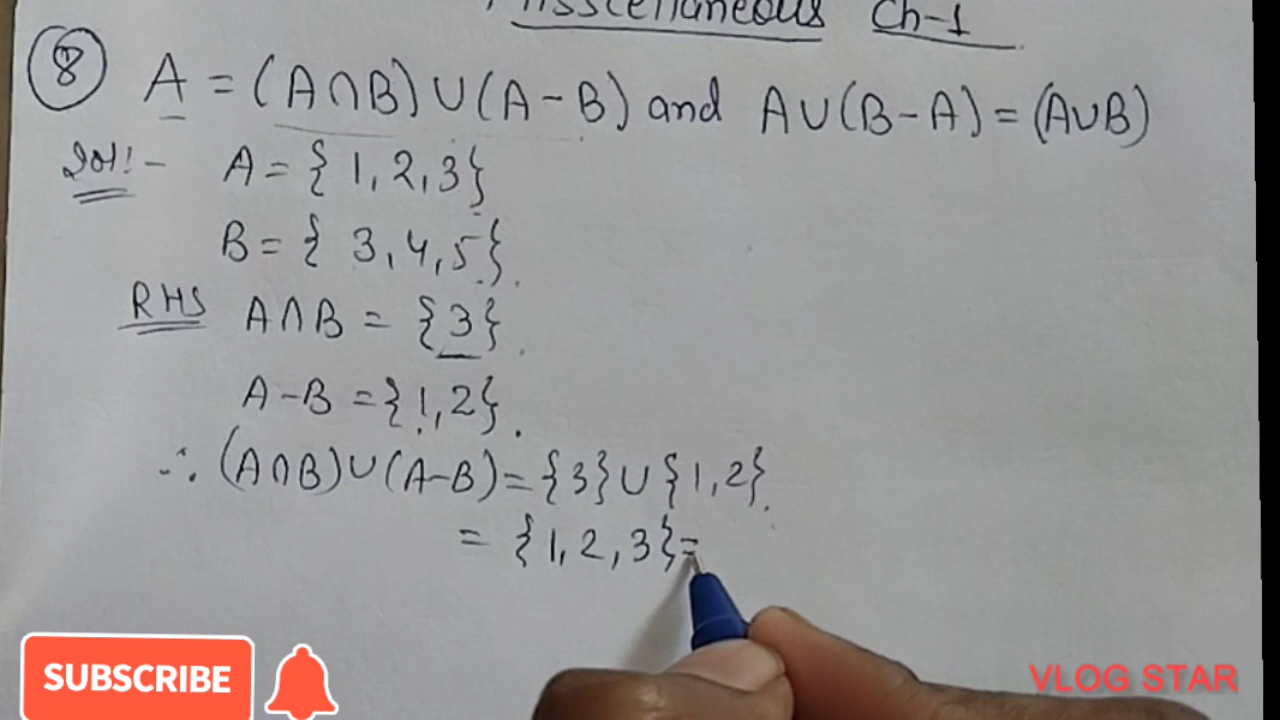 Misscellaneous Ch-1
⑧ A = (A∩B)∪(A-B) and A∪(B-A) = (A∪B)
Sol:- A = {1,2,3}
B = {3,4,5}.
RHS A∩B = {3}.
A-B = {1,2}.
∴ (A∩B)∪(A-B) = {3}∪{1,2}.
= {1,2,3} =
SUBSCRIBE
VLOG STAR